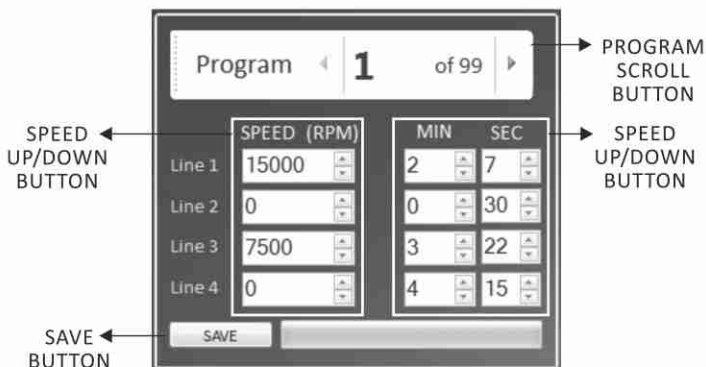 Program 1 of 99
PROGRAM
SCROLL
BUTTON
SPEED
UP/DOWN
BUTTON
SPEED (RPM) MIN SEC
SPEED
UP/DOWN
BUTTON
Line 1 15000 2 7
Line 2 0 0 30
Line 3 7500 3 22
Line 4 0 4 15
SAVE
BUTTON
SAVE